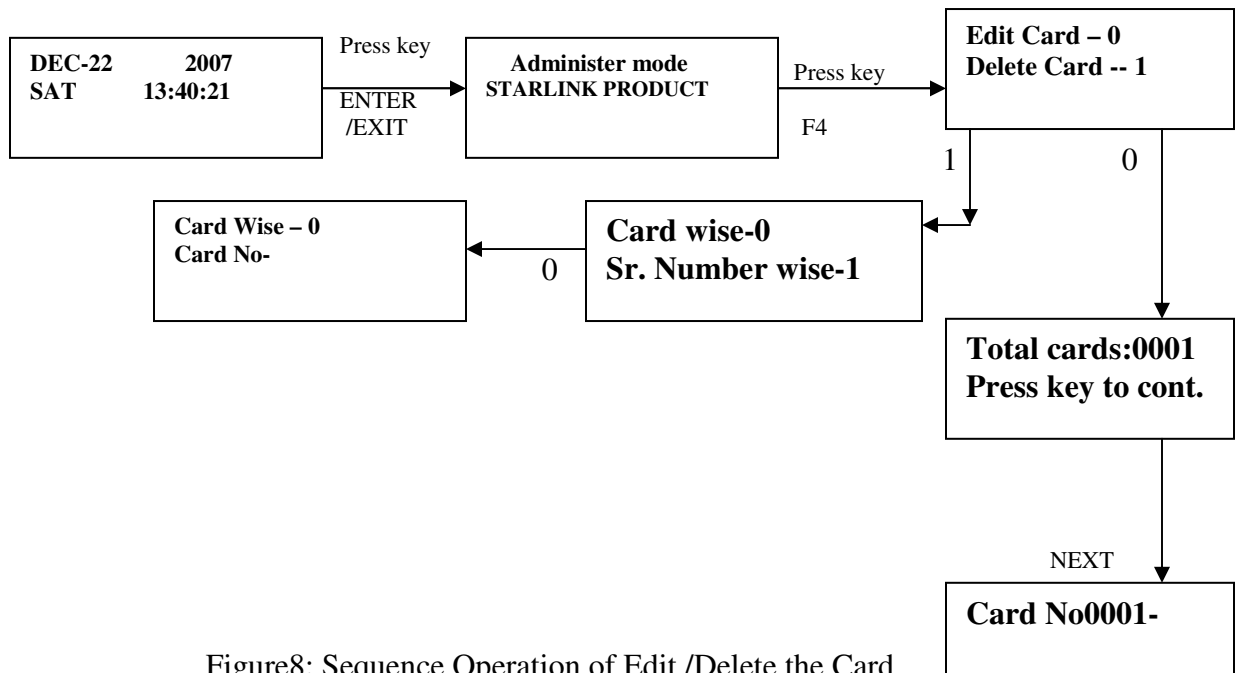 DEC-22 2007
SAT 13:40:21
Press key
ENTER
/EXIT
Administer mode
STARLINK PRODUCT
Press key
F4
Edit Card – 0
Delete Card -- 1
1
0
Card Wise – 0
Card No-
0
Card wise-0
Sr. Number wise-1
Total cards:0001
Press key to cont.
NEXT
Card No0001-
Figure8: Sequence Operation of Edit /Delete the Card